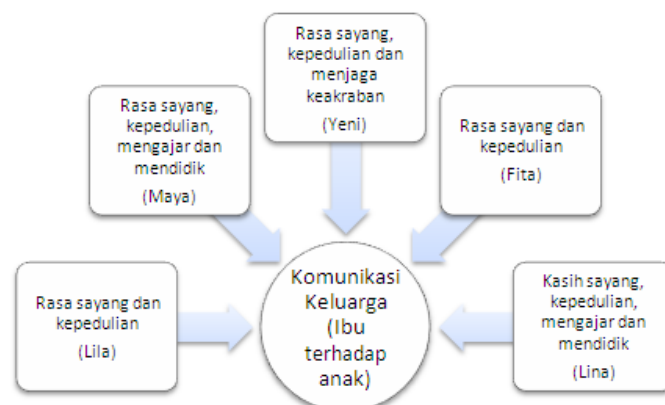 Rasa sayang,
kepedulian dan
menjaga
keakraban
(Yeni)
Rasa sayang,
kepedulian,
mengajar dan
mendidik
(Maya)
Rasa sayang dan
kepedulian
(Fita)
Rasa sayang dan
kepedulian
(Lila)
Komunikasi
Keluarga
(Ibu
terhadap
anak)
Kasih sayang,
kepedulian,
mengajar dan
mendidik
(Lina)